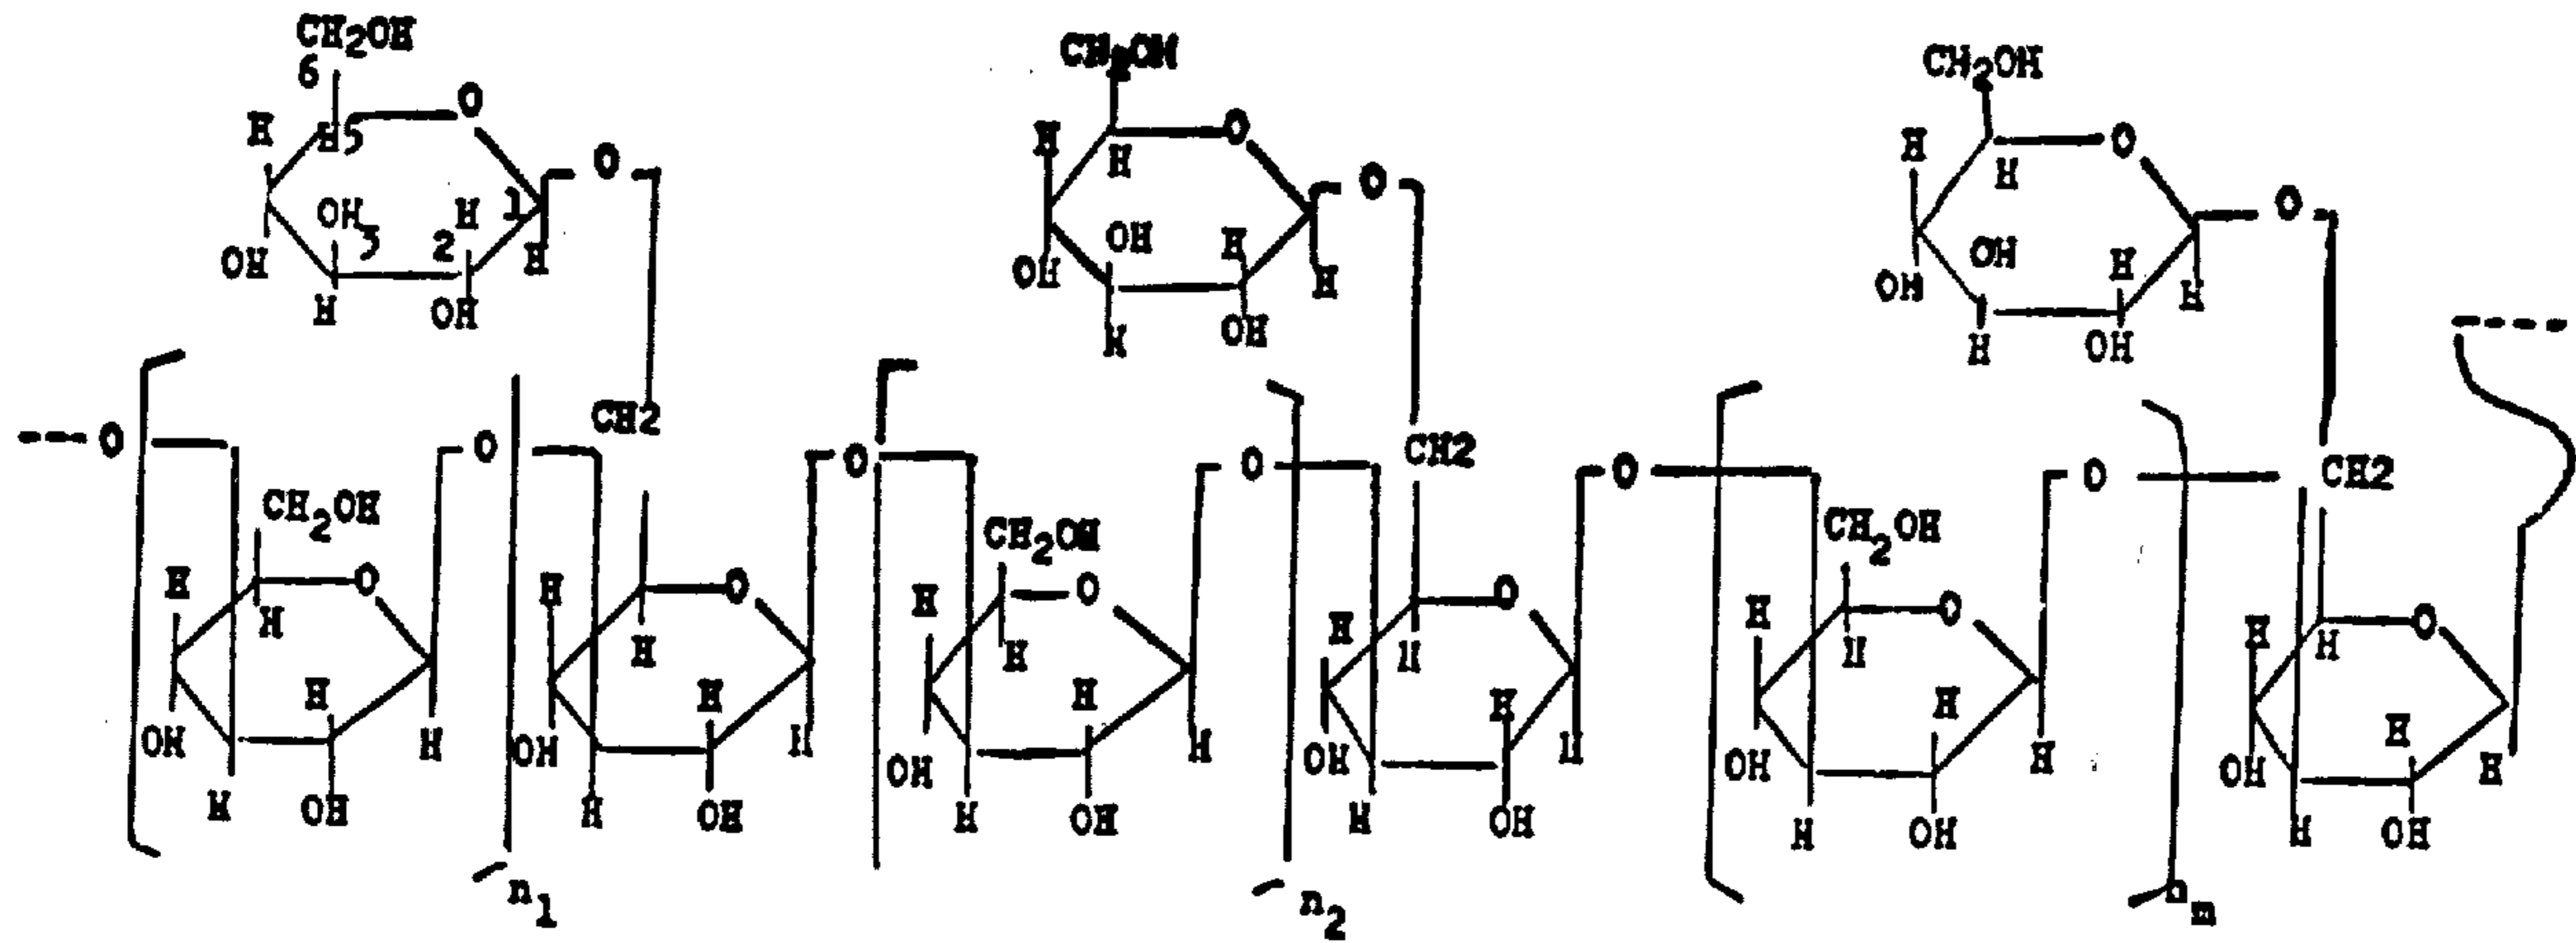 CH2OH CH2OH CH2OH
6
H H5 O H H O H H O
O O O
OH 3 H 2 1 OH H OH H
OH H OH H OH H
H OH H OH H OH
CH2 CH2 CH2
---O O O O O O
CH2OH CH2OH CH2OH
H O H O H O H O H O H O
H H H H H H
H H H H H H
OH H OH H OH H OH H OH H OH H
H OH H OH H OH H OH H OH H OH
n1 n2 nm